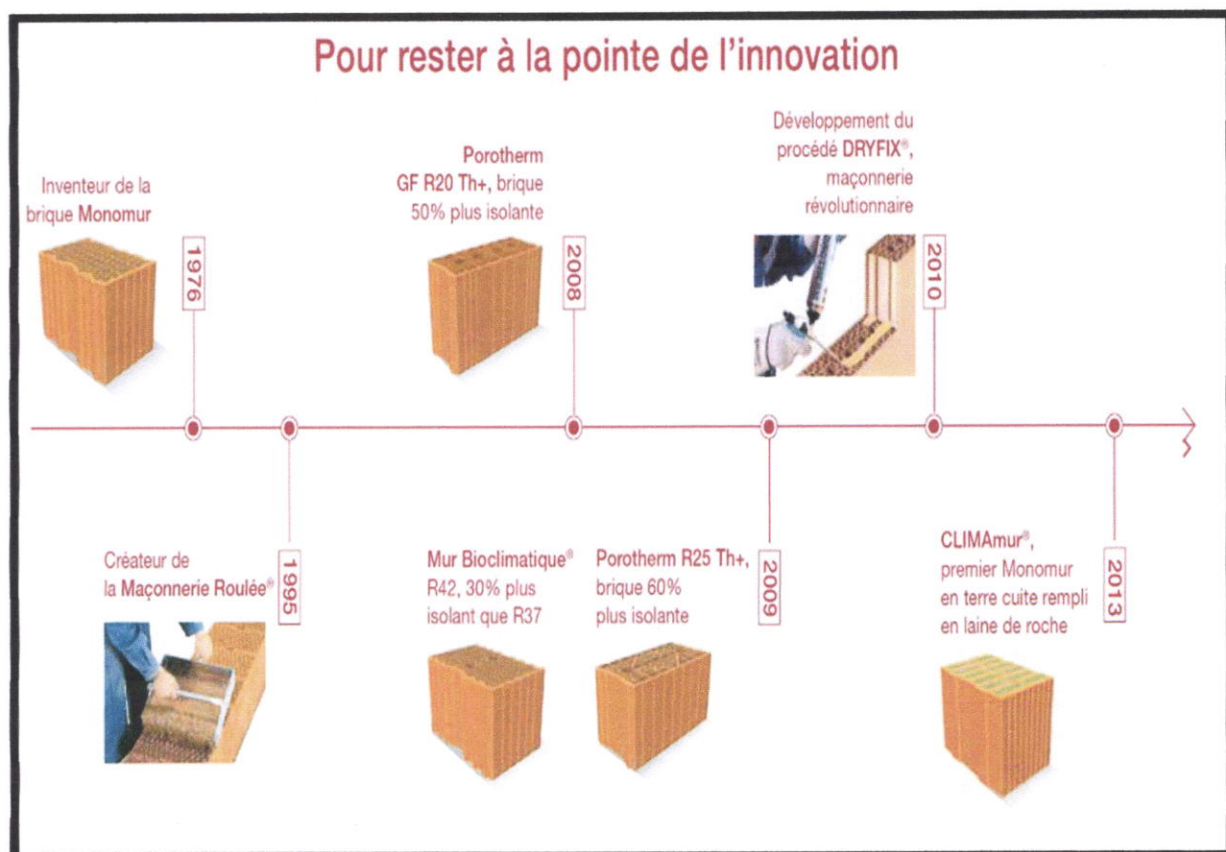 Pour rester à la pointe de l'innovation
Inventeur de la
brique Monomur
1976
Porotherm
GF R20 Th+, brique
50% plus isolante
2008
Développement du
procédé DRYFIX®,
maçonnerie
révolutionnaire
2010
Créateur de
la Maçonnerie Roulée®
1995
Mur Bioclimatique®
R42, 30% plus
isolant que R37
Porotherm R25 Th+,
brique 60%
plus isolante
2009
CLIMAmur®,
premier Monomur
en terre cuite rempli
en laine de roche
2013